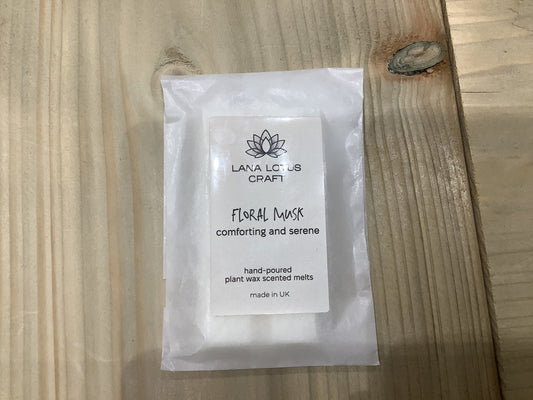 LANA LOTUS
CRAFT
FLORAL MUSK
comforting and serene
hand-poured
plant wax scented melts
made in UK